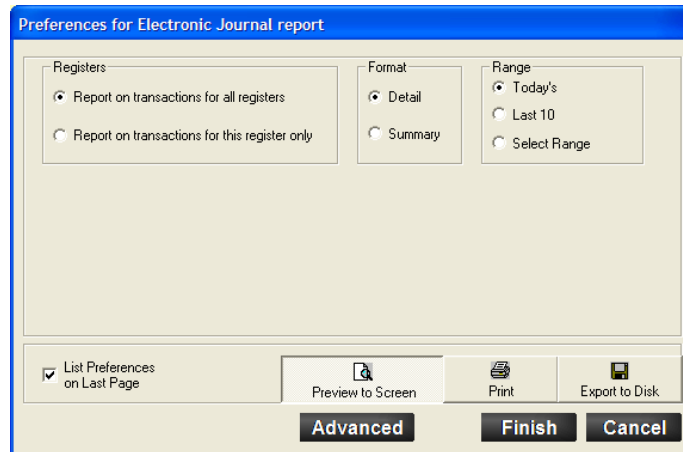 Preferences for Electronic Journal report
Registers
Report on transactions for all registers
Report on transactions for this register only
Format
Detail
Summary
Range
Today's
Last 10
Select Range
List Preferences
on Last Page
Preview to Screen
Print
Export to Disk
Advanced
Finish
Cancel